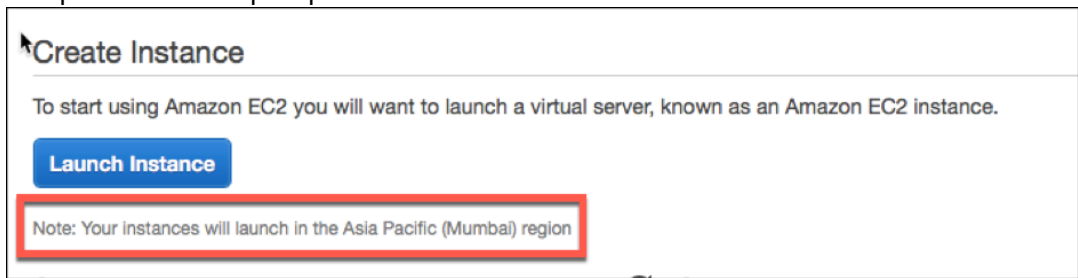 Create Instance
To start using Amazon EC2 you will want to launch a virtual server, known as an Amazon EC2 instance.
Launch Instance
Note: Your instances will launch in the Asia Pacific (Mumbai) region